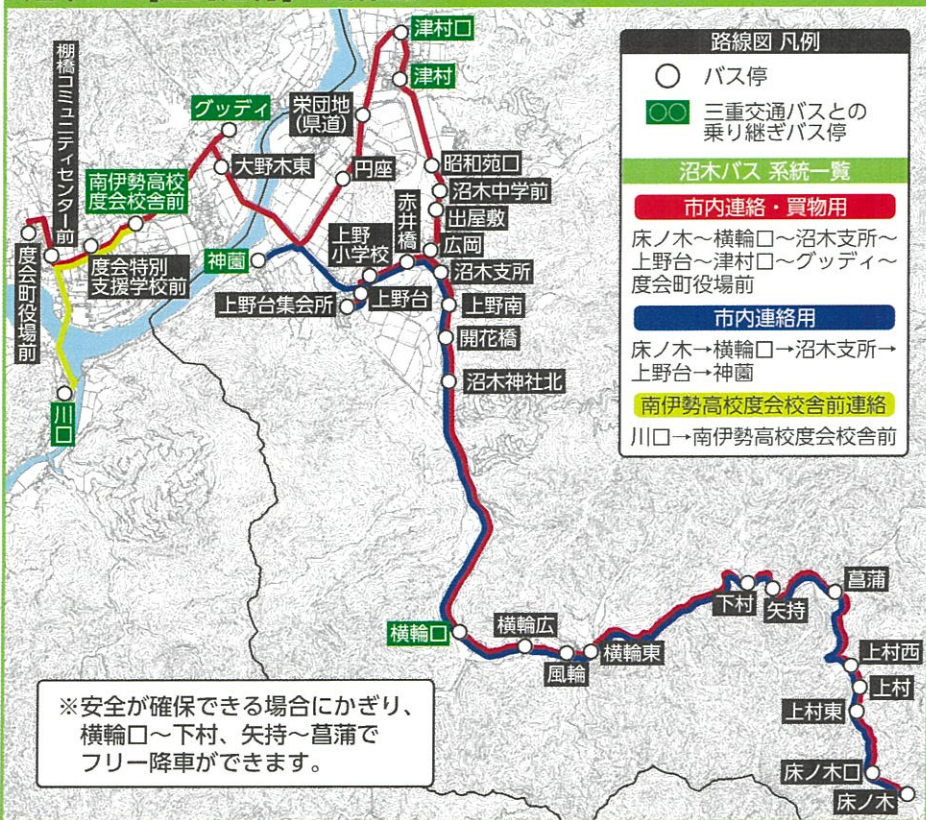 津村口
津村
棚橋コミュニティセンター前
グッディ
栄団地
(県道)
大野木東
円座
昭和苑口
沼木中学前
出屋敷
南伊勢高校
度会校舎前
赤井橋
上野
小学校
広岡
神薗
度会町役場前
度会特別
支援学校前
沼木支所
上野台集会所
上野台
上野南
開花橋
沼木神社北
川口
横輪口
横輪広
風輪
横輪東
下村
矢持
菖蒲
上村西
上村
上村東
床ノ木口
床ノ木
路線図 凡例
バス停
○○
三重交通バスとの
乗り継ぎバス停
沼木バス 系統一覧
市内連絡・買物用
床ノ木~横輪口~沼木支所~
上野台~津村口~グッディ~
度会町役場前
市内連絡用
床ノ木→横輪口→沼木支所→
上野台→神薗
南伊勢高校度会校舎前連絡
川口→南伊勢高校度会校舎前
※安全が確保できる場合にかぎり、
横輪口~下村、矢持~菖蒲で
フリー降車ができます。